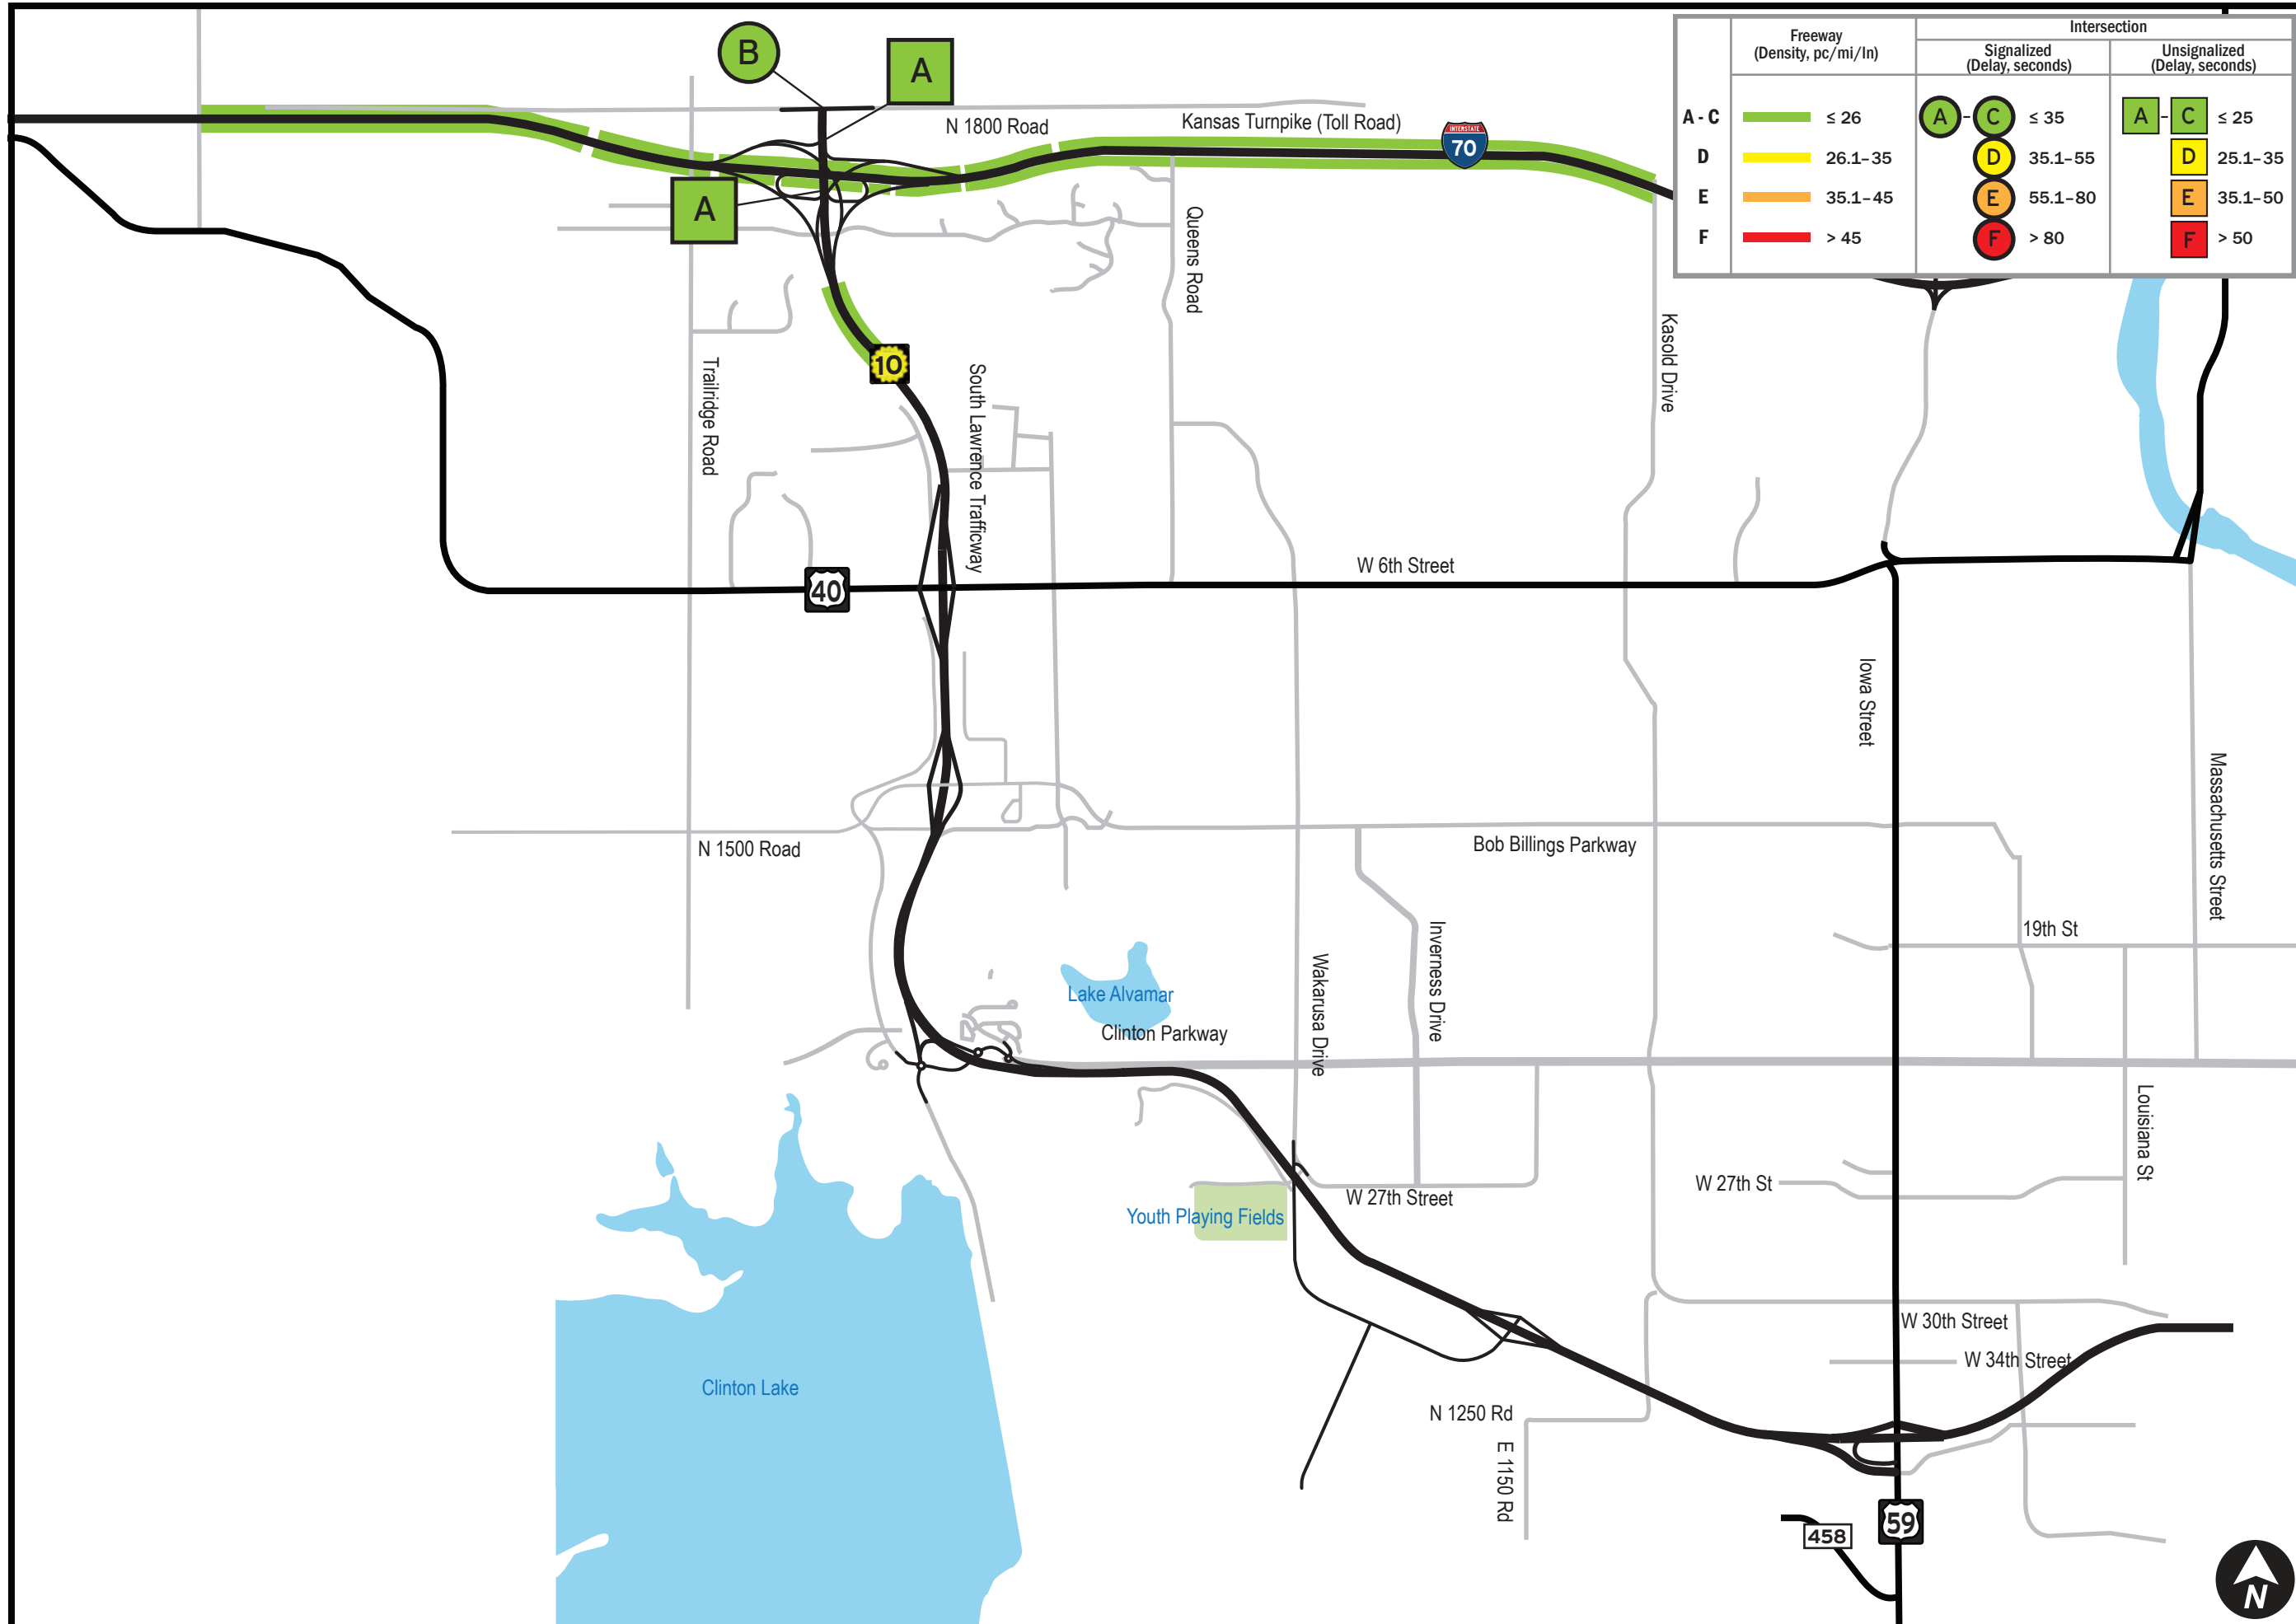 B
A
A
N 1800 Road
Kansas Turnpike (Toll Road)
INTERSTATE
70
Freeway
(Density, pc/mi/ln)
Intersection
Signalized
(Delay, seconds)
Unsignalized
(Delay, seconds)
A - C ≤ 26 A - C ≤ 35 A - C ≤ 25
D 26.1–35 D 35.1–55 D 25.1–35
E 35.1–45 E 55.1–80 E 35.1–50
F > 45 F > 80 F > 50
Queens Road
Kasold Drive
10
Trailridge Road
South Lawrence Trafficway
40
W 6th Street
Iowa Street
Massachusetts Street
N 1500 Road
Bob Billings Parkway
19th St
Inverness Drive
Wakarusa Drive
Lake Alvamar
Clinton Parkway
Louisiana St
W 27th St
W 27th Street
Youth Playing Fields
W 30th Street
W 34th Street
Clinton Lake
N 1250 Rd
E 1150 Rd
59
458
N